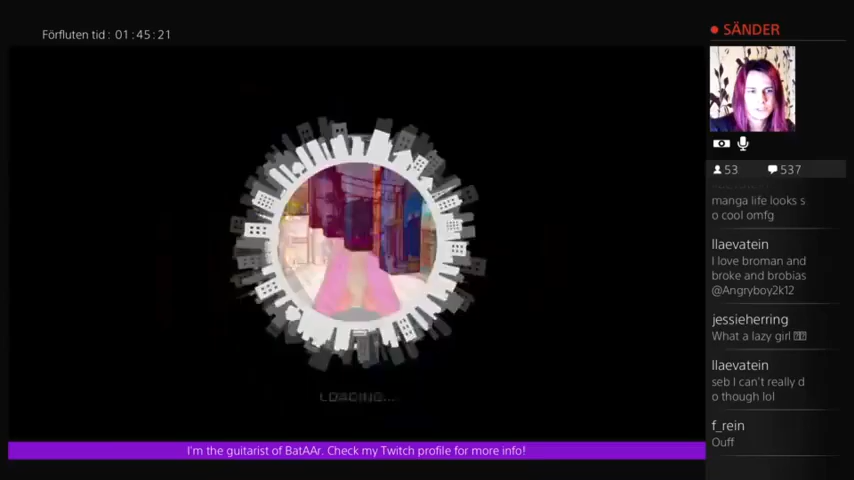 Förfluten tid : 01:45:21
SÄNDER
53 537
manga life looks s
o cool omfg
llaevatein
I love broman and
broke and brobias
@Angryboy2k12
jessieherring
What a lazy girl
llaevatein
seb I can't really d
o though lol
f_rein
Ouff
LOADING...
I'm the guitarist of BatAAr. Check my Twitch profile for more info!